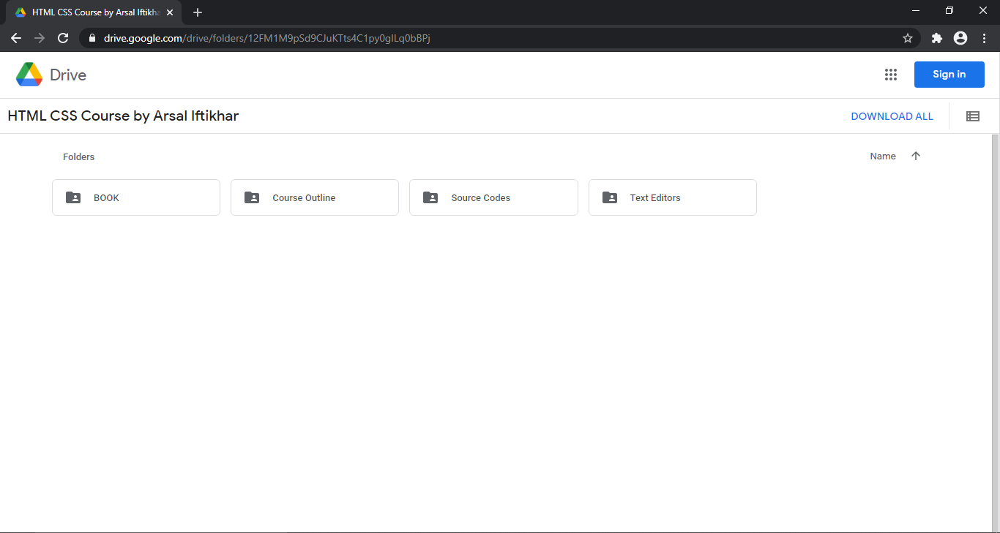 HTML CSS Course by Arsal Iftikha
drive.google.com/drive/folders/12FM1M9pSd9CJuKTts4C1py0gILq0bBPj
Drive
Sign in
HTML CSS Course by Arsal Iftikhar
DOWNLOAD ALL
Folders
Name
BOOK
Course Outline
Source Codes
Text Editors